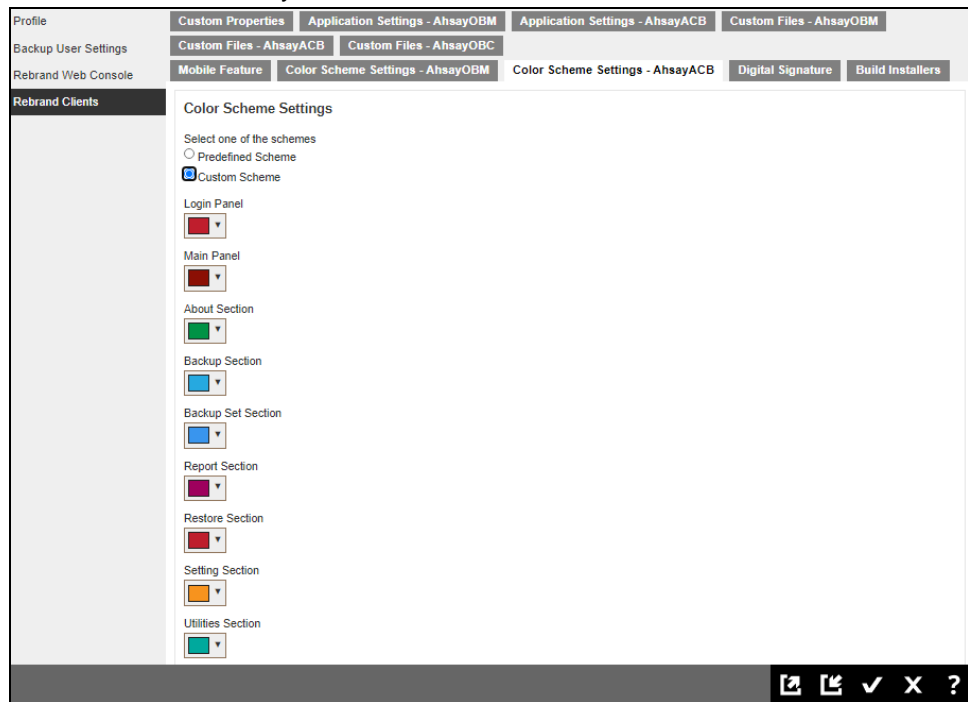 Profile
Backup User Settings
Rebrand Web Console
Rebrand Clients
Custom Properties Application Settings - AhsayOBM Application Settings - AhsayACB Custom Files - AhsayOBM
Custom Files - AhsayACB Custom Files - AhsayOBC
Mobile Feature Color Scheme Settings - AhsayOBM Color Scheme Settings - AhsayACB Digital Signature Build Installers
Color Scheme Settings
Select one of the schemes
Predefined Scheme
Custom Scheme
Login Panel
Main Panel
About Section
Backup Section
Backup Set Section
Report Section
Restore Section
Setting Section
Utilities Section
?